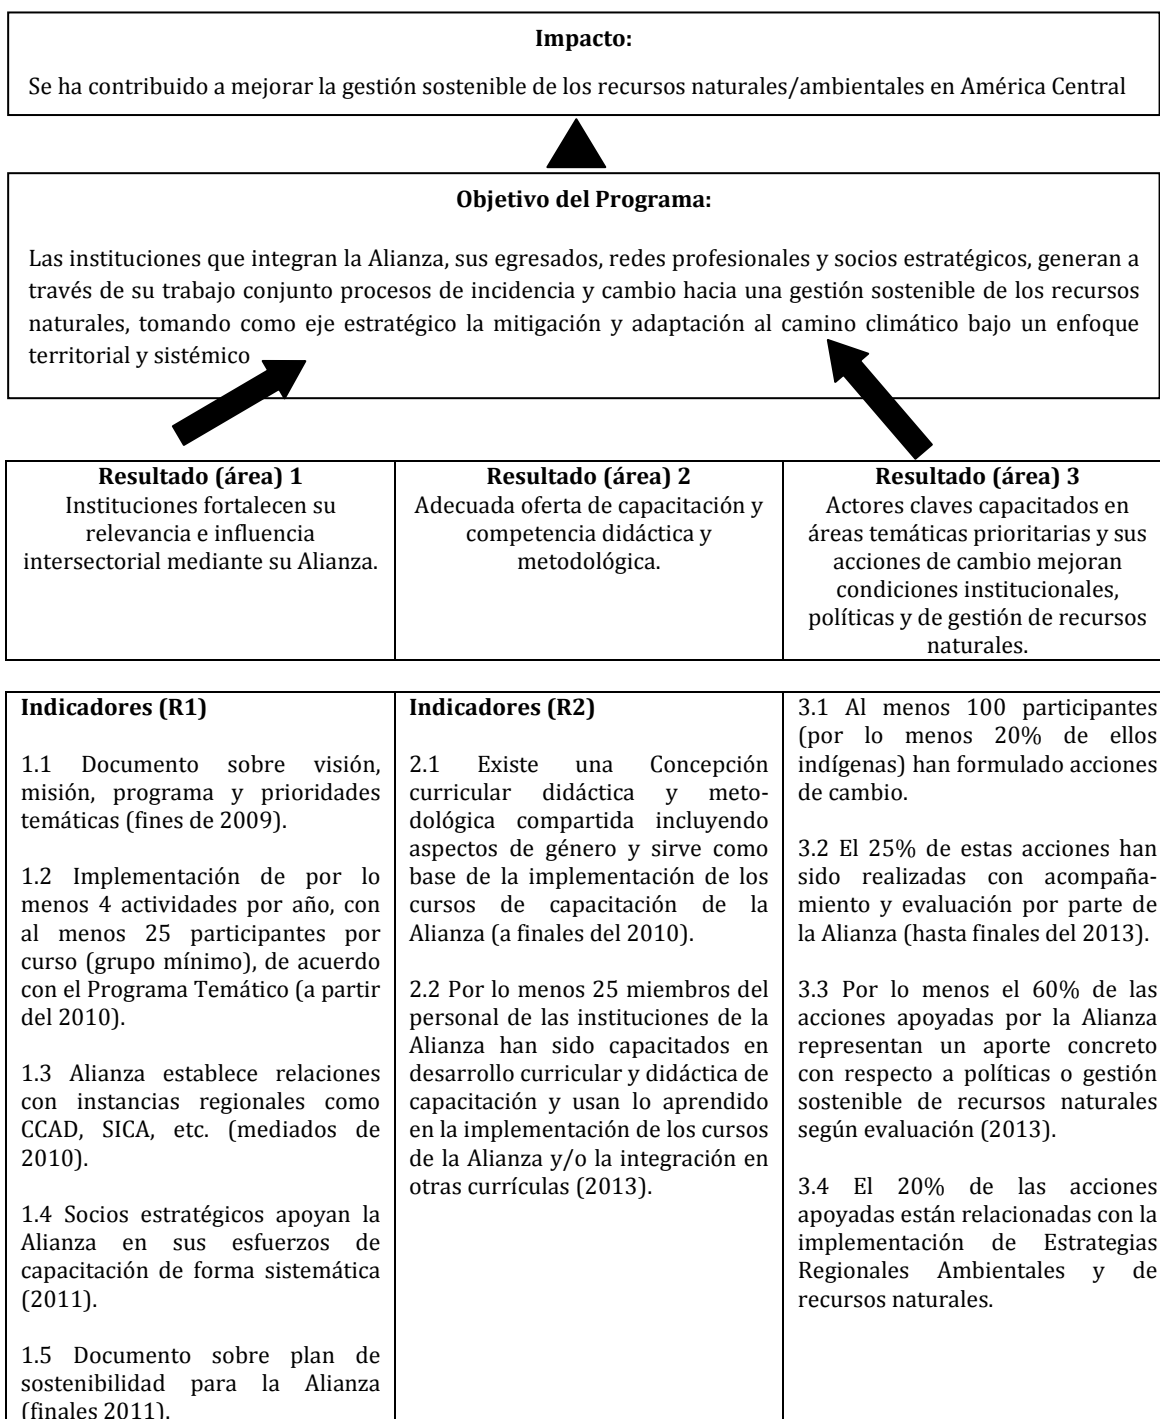 Impacto:
Se ha contribuido a mejorar la gestión sostenible de los recursos naturales/ambientales en América Central
Objetivo del Programa:
Las instituciones que integran la Alianza, sus egresados, redes profesionales y socios estratégicos, generan a
través de su trabajo conjunto procesos de incidencia y cambio hacia una gestión sostenible de los recursos
naturales, tomando como eje estratégico la mitigación y adaptación al camino climático bajo un enfoque
territorial y sistémico
Resultado (área) 1
Instituciones fortalecen su
relevancia e influencia
intersectorial mediante su Alianza.
Resultado (área) 2
Adecuada oferta de capacitación y
competencia didáctica y
metodológica.
Resultado (área) 3
Actores claves capacitados en
áreas temáticas prioritarias y sus
acciones de cambio mejoran
condiciones institucionales,
políticas y de gestión de recursos
naturales.
Indicadores (R1)
1.1 Documento sobre visión,
misión, programa y prioridades
temáticas (fines de 2009).
1.2 Implementación de por lo
menos 4 actividades por año, con
al menos 25 participantes por
curso (grupo mínimo), de acuerdo
con el Programa Temático (a partir
del 2010).
1.3 Alianza establece relaciones
con instancias regionales como
CCAD, SICA, etc. (mediados de
2010).
1.4 Socios estratégicos apoyan la
Alianza en sus esfuerzos de
capacitación de forma sistemática
(2011).
1.5 Documento sobre plan de
sostenibilidad para la Alianza
(finales 2011).
Indicadores (R2)
2.1 Existe una Concepción
curricular didáctica y meto-
dológica compartida incluyendo
aspectos de género y sirve como
base de la implementación de los
cursos de capacitación de la
Alianza (a finales del 2010).
2.2 Por lo menos 25 miembros del
personal de las instituciones de la
Alianza han sido capacitados en
desarrollo curricular y didáctica de
capacitación y usan lo aprendido
en la implementación de los cursos
de la Alianza y/o la integración en
otras currículas (2013).
3.1 Al menos 100 participantes
(por lo menos 20% de ellos
indígenas) han formulado acciones
de cambio.
3.2 El 25% de estas acciones han
sido realizadas con acompaña-
miento y evaluación por parte de
la Alianza (hasta finales del 2013).
3.3 Por lo menos el 60% de las
acciones apoyadas por la Alianza
representan un aporte concreto
con respecto a políticas o gestión
sostenible de recursos naturales
según evaluación (2013).
3.4 El 20% de las acciones
apoyadas están relacionadas con la
implementación de Estrategias
Regionales Ambientales y de
recursos naturales.